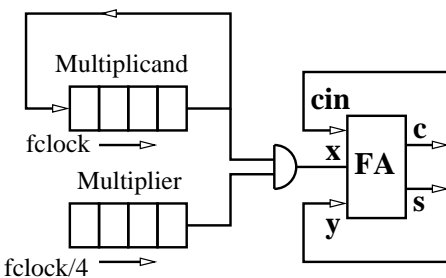 Multiplicand
fclock
Multiplier
fclock/4
cin
x
y
FA
c
s